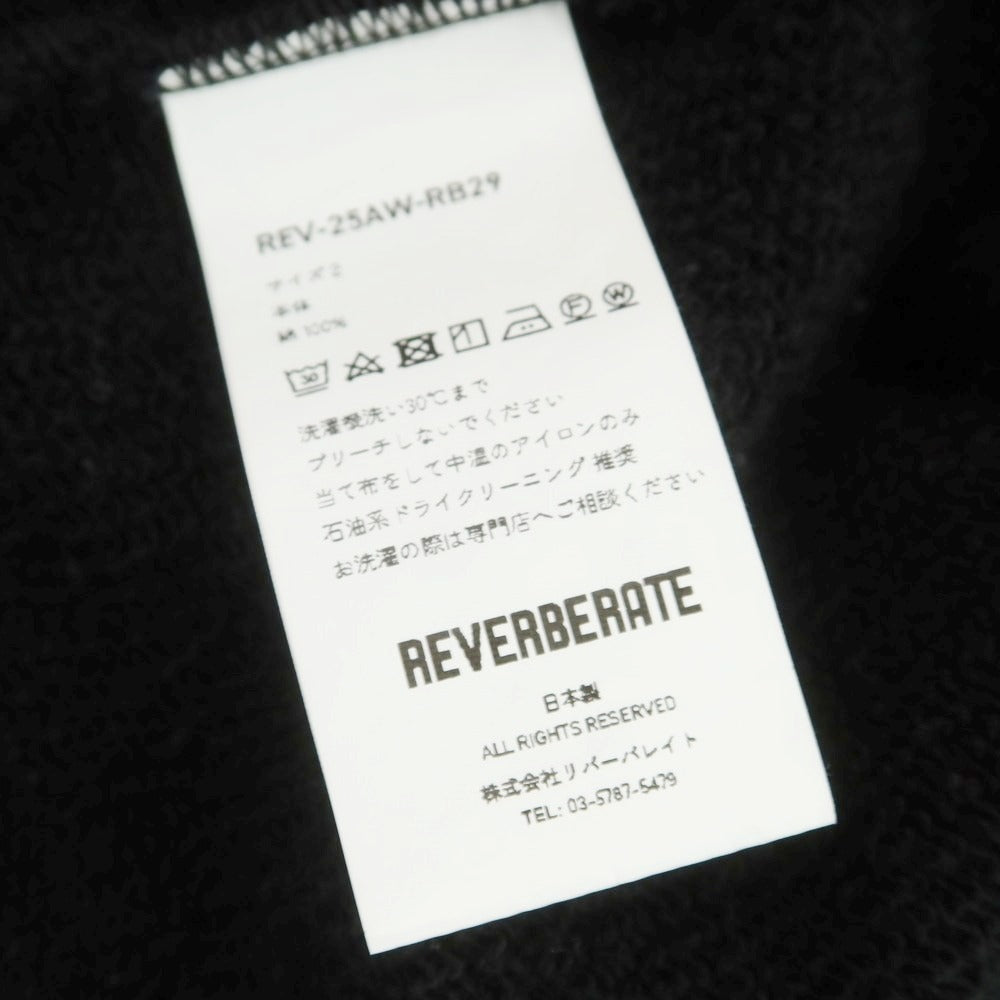 REV-25AW-RB29
サイズ 2
本体
綿 100%
30 1 F W
洗濯機洗い30℃まで
ブリーチしないでください
当て布をして中温のアイロンのみ
石油系ドライクリーニング推奨
お洗濯の際は専門店へご相談ください
REVERBERATE
日本製
ALL RIGHTS RESERVED
株式会社リバーバレイト
TEL: 03-5787-5479